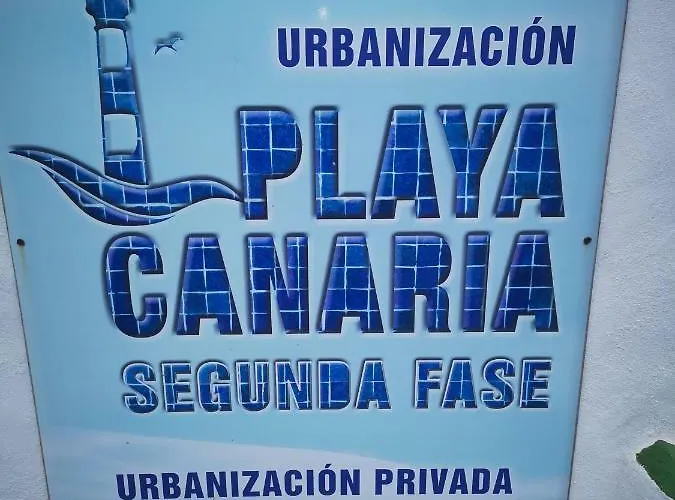 URBANIZACIÓN
PLAYA
CANARIA
SEGUNDA FASE
URBANIZACIÓN PRIVADA